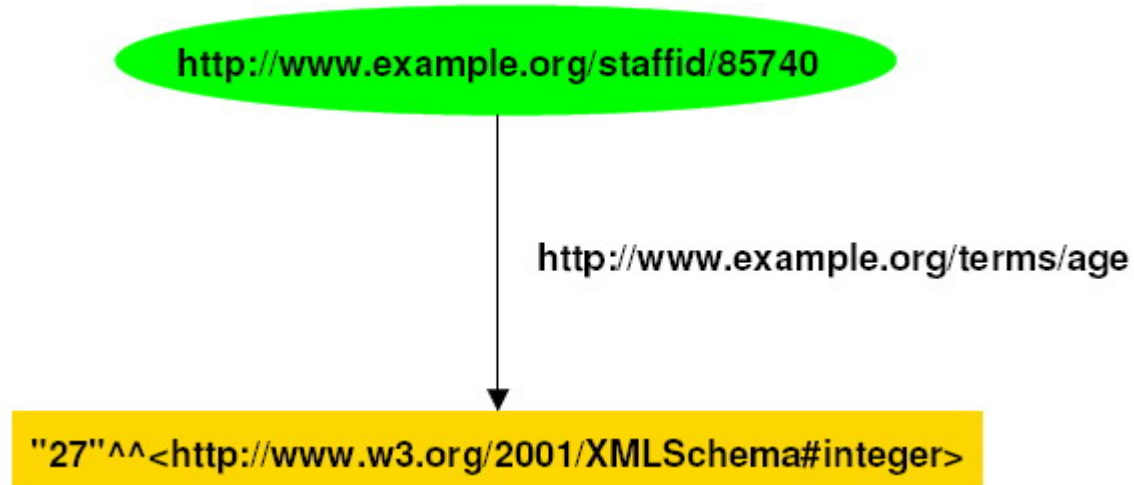 http://www.example.org/staffid/85740
http://www.example.org/terms/age
"27"^^<http://www.w3.org/2001/XMLSchema#integer>